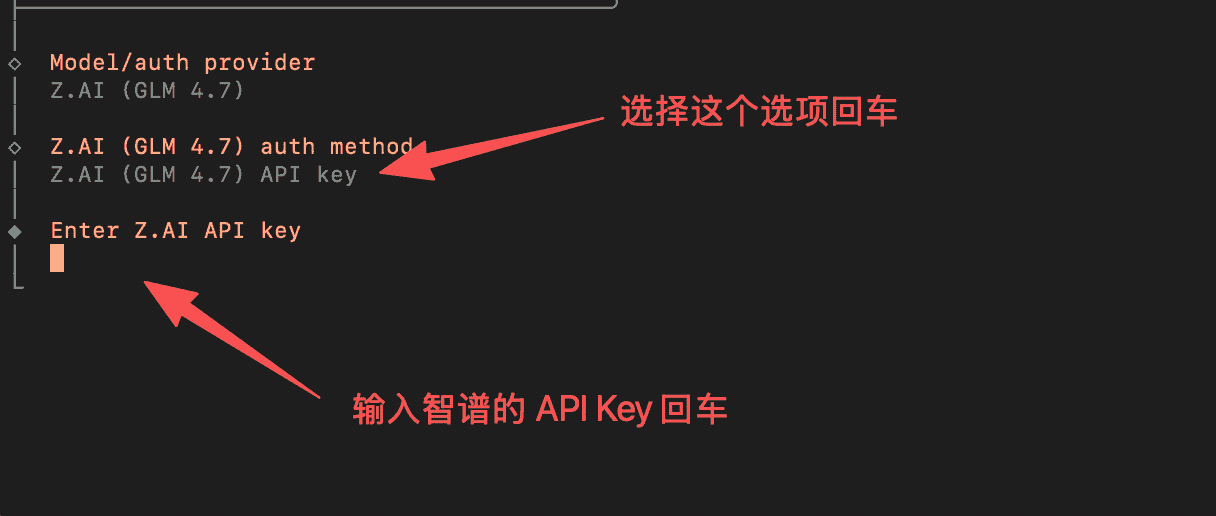 Model/auth provider
Z.AI (GLM 4.7)
选择这个选项回车
Z.AI (GLM 4.7) auth method
Z.AI (GLM 4.7) API key
Enter Z.AI API key
输入智谱的 API Key 回车